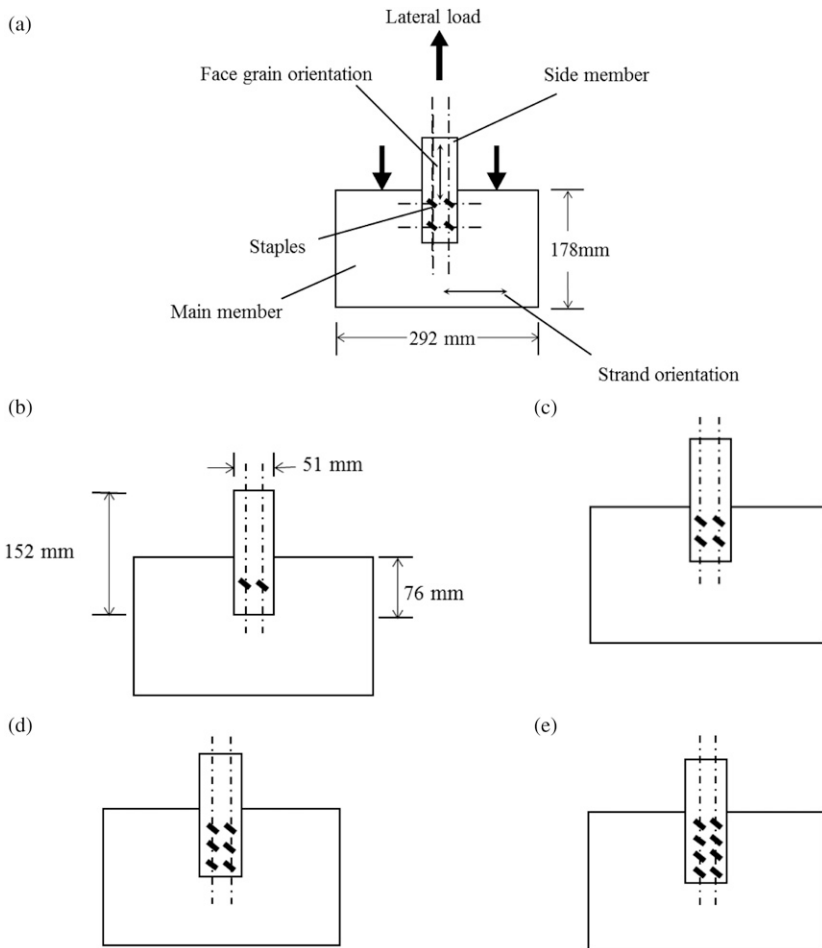 (a)
Lateral load
Face grain orientation
Side member
Staples
178mm
Main member
292 mm
Strand orientation
(b)
(c)
51 mm
152 mm
76 mm
(d)
(e)